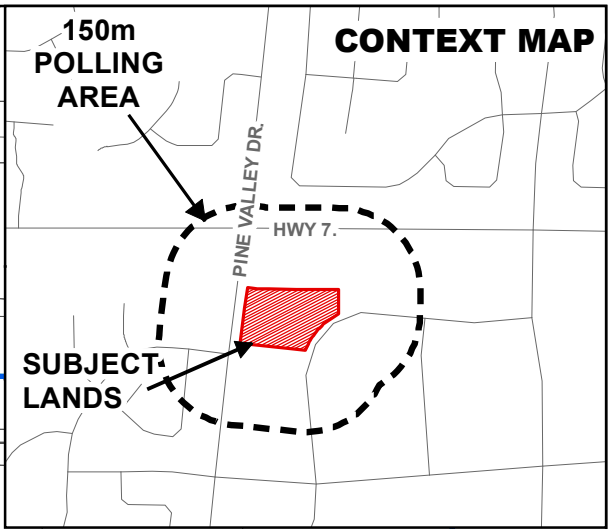 150m
POLLING
AREA
CONTEXT MAP
PINE VALLEY DR.
HWY 7.
SUBJECT
LANDS